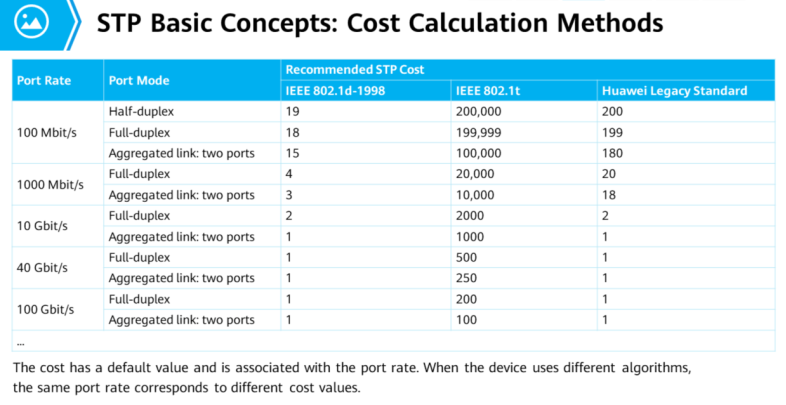 STP Basic Concepts: Cost Calculation Methods
Port Rate Port Mode Recommended STP Cost
IEEE 802.1d-1998 IEEE 802.1t Huawei Legacy Standard
100 Mbit/s Half-duplex 19 200,000 200
Full-duplex 18 199,999 199
Aggregated link: two ports 15 100,000 180
1000 Mbit/s Full-duplex 4 20,000 20
Aggregated link: two ports 3 10,000 18
10 Gbit/s Full-duplex 2 2000 2
Aggregated link: two ports 1 1000 1
40 Gbit/s Full-duplex 1 500 1
Aggregated link: two ports 1 250 1
100 Gbit/s Full-duplex 1 200 1
Aggregated link: two ports 1 100 1
...
The cost has a default value and is associated with the port rate. When the device uses different algorithms,
the same port rate corresponds to different cost values.